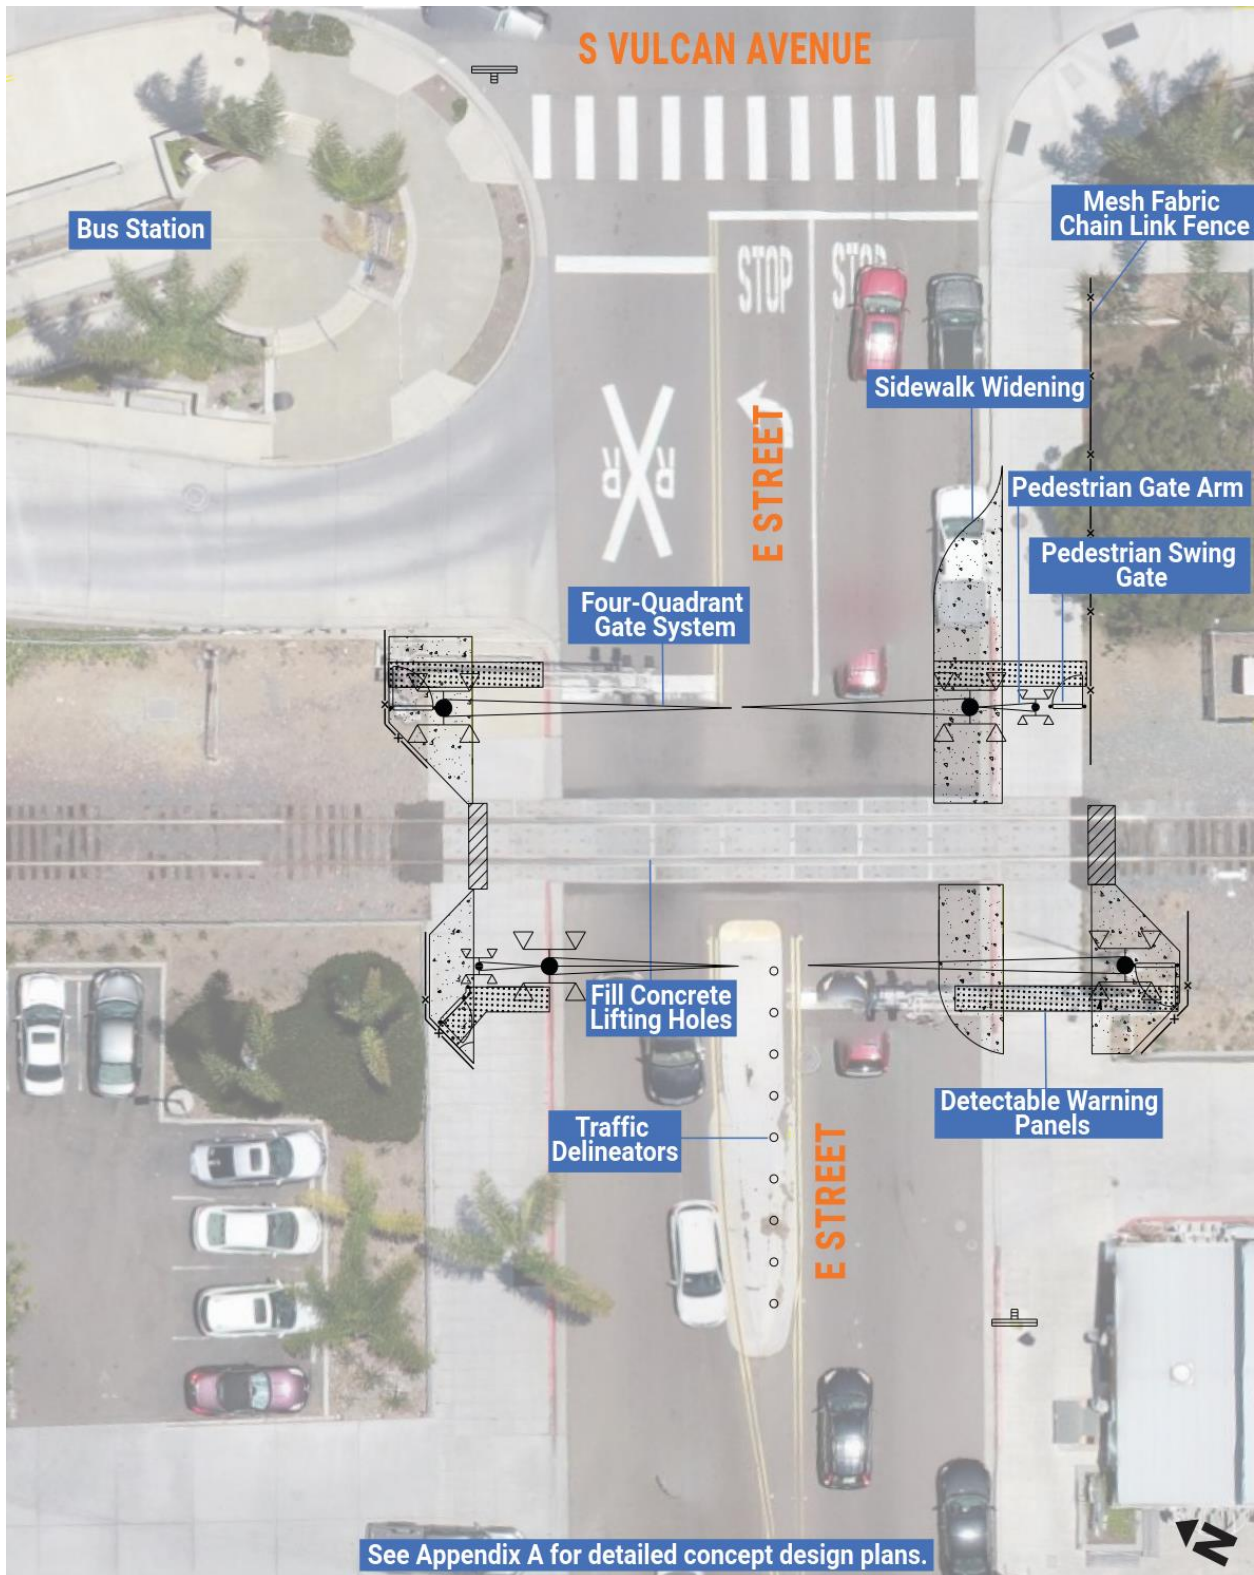 S VULCAN AVENUE
Mesh Fabric
Chain Link Fence
Bus Station
STOP
STOP
Sidewalk Widening
E STREET
R R
Pedestrian Gate Arm
Pedestrian Swing
Gate
Four-Quadrant
Gate System
Fill Concrete
Lifting Holes
Detectable Warning
Panels
Traffic
Delineators
E STREET
N
See Appendix A for detailed concept design plans.